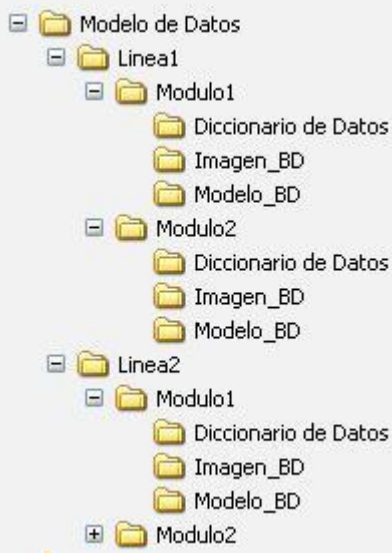 Modelo de Datos
Linea1
Modulo1
Diccionario de Datos
Imagen_BD
Modelo_BD
Modulo2
Diccionario de Datos
Imagen_BD
Modelo_BD
Linea2
Modulo1
Diccionario de Datos
Imagen_BD
Modelo_BD
Modulo2